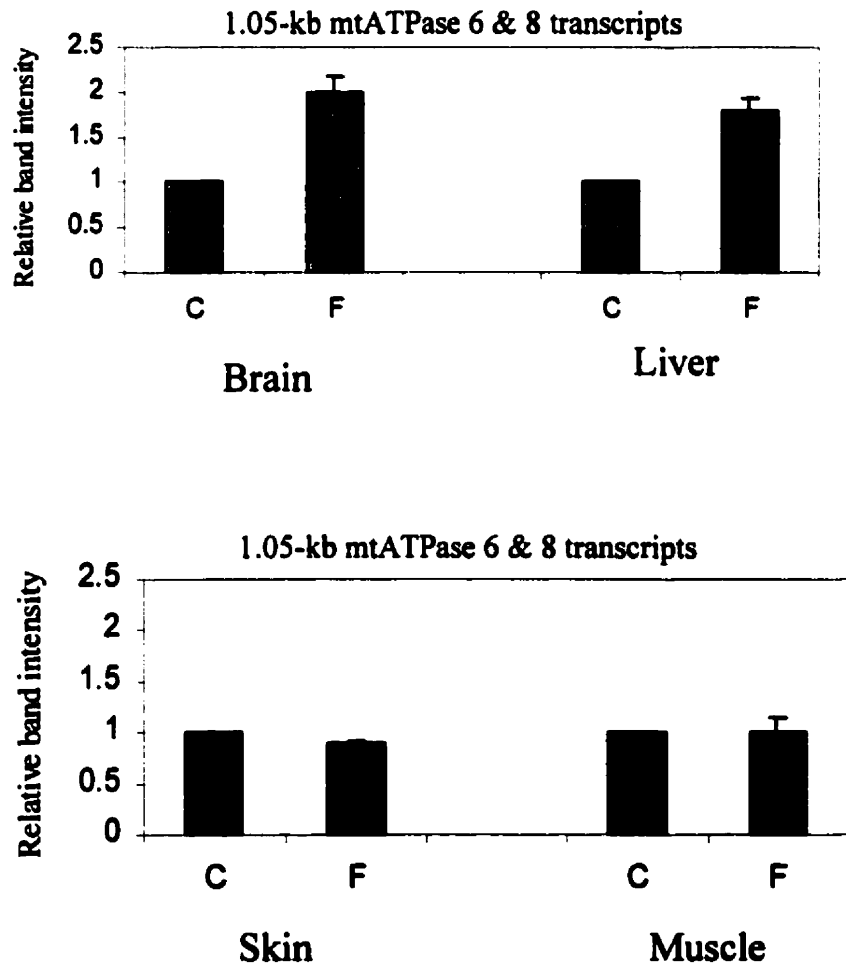 1.05-kb mtATPase 6 & 8 transcripts
Relative band intensity
2.5
2
1.5
1
0.5
0
C F C F
Brain Liver
1.05-kb mtATPase 6 & 8 transcripts
Relative band intensity
2.5
2
1.5
1
0.5
0
C F C F
Skin Muscle